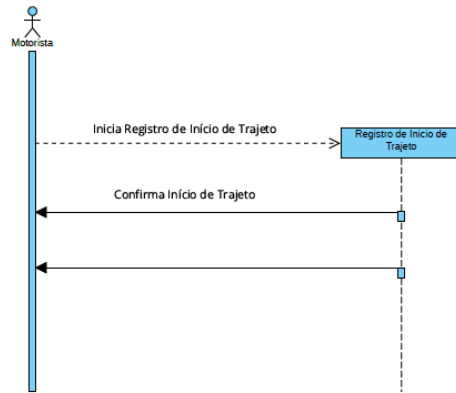 Motorista
Inicia Registro de Início de Trajeto
Registro de Inicio de
Trajeto
Confirma Início de Trajeto